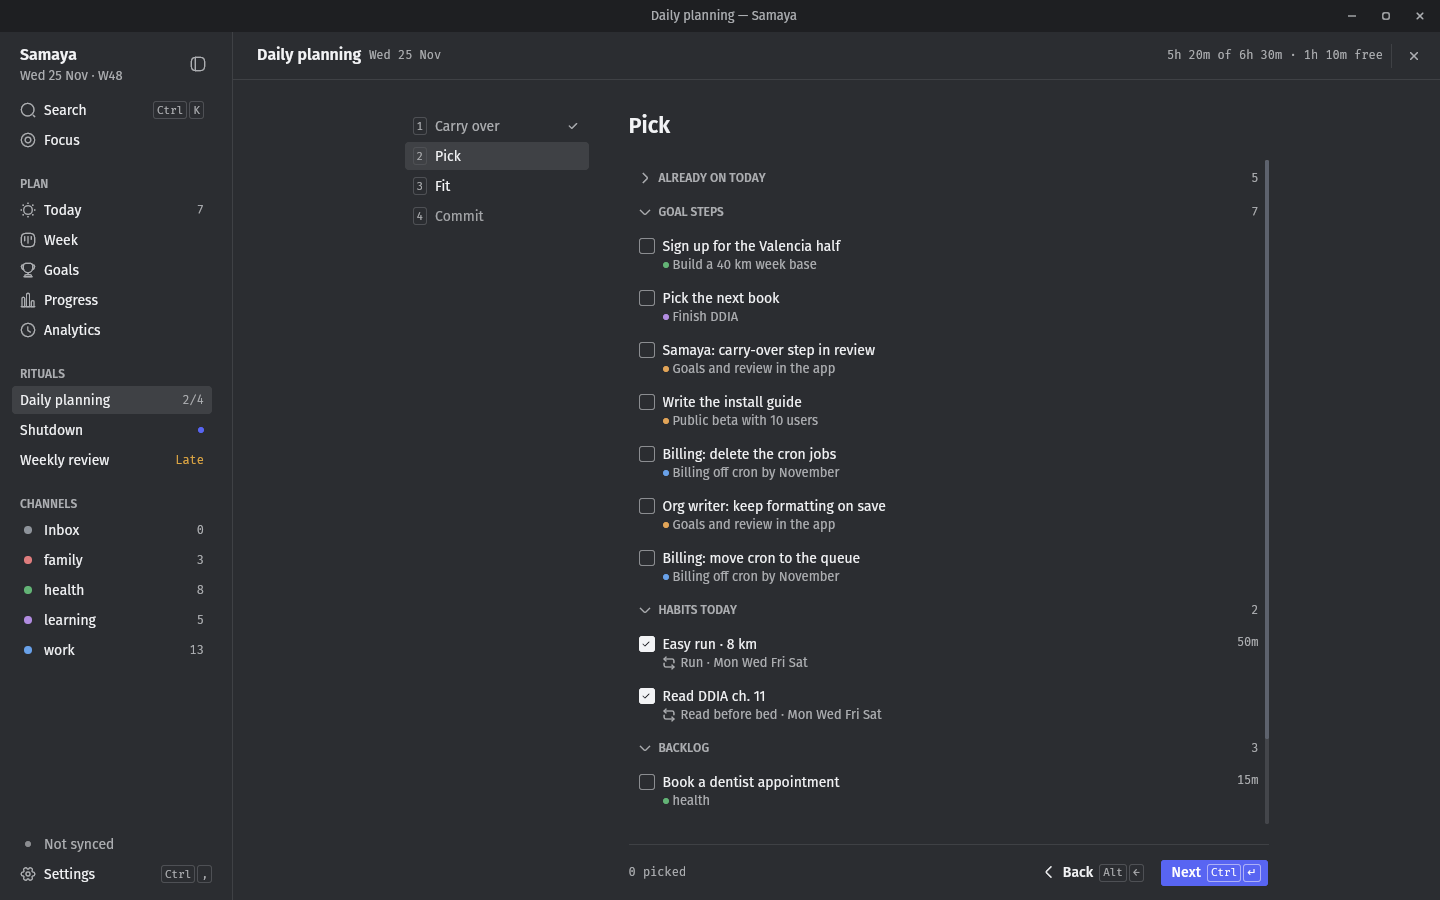 Daily planning — Samaya
Samaya
Wed 25 Nov · W48
Search Ctrl K
Focus
PLAN
Today 7
Week
Goals
Progress
Analytics
RITUALS
Daily planning 2/4
Shutdown
Weekly review Late
CHANNELS
Inbox 0
family 3
health 8
learning 5
work 13
Not synced
Settings Ctrl ,
Daily planning Wed 25 Nov
5h 20m of 6h 30m · 1h 10m free
1 Carry over
2 Pick
3 Fit
4 Commit
Pick
ALREADY ON TODAY 5
GOAL STEPS 7
Sign up for the Valencia half
Build a 40 km week base
Pick the next book
Finish DDIA
Samaya: carry-over step in review
Goals and review in the app
Write the install guide
Public beta with 10 users
Billing: delete the cron jobs
Billing off cron by November
Org writer: keep formatting on save
Goals and review in the app
Billing: move cron to the queue
Billing off cron by November
HABITS TODAY 2
Easy run · 8 km 50m
Run · Mon Wed Fri Sat
Read DDIA ch. 11
Read before bed · Mon Wed Fri Sat
BACKLOG 3
Book a dentist appointment 15m
health
0 picked
Back Alt ←
Next Ctrl ↵